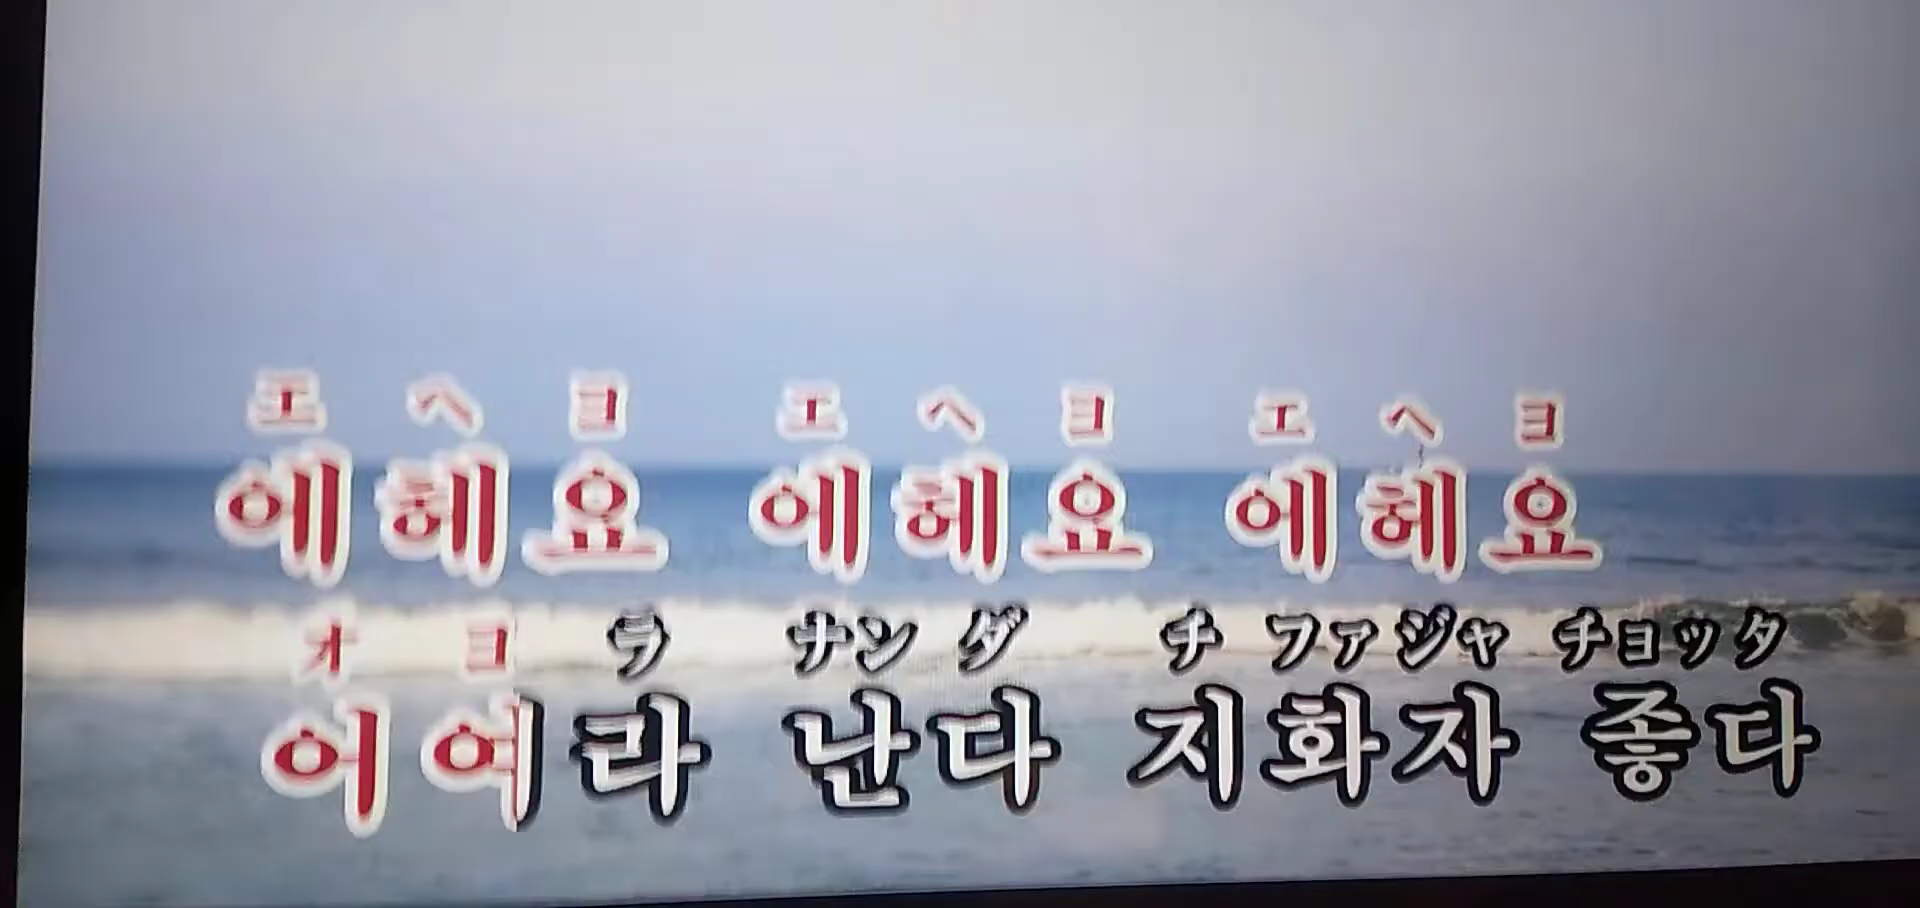 エ ヘ ヨ エ ヘ ヨ エ ヘ ヨ
에헤요 에헤요 에헤요
オ ヨ ラ ナン ダ チ ファジャ チョッタ
어여라 난다 지화자 좋다